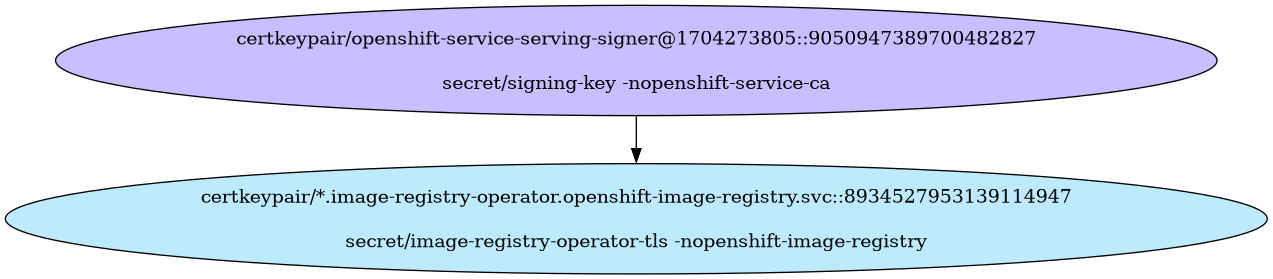 certkeypair/openshift-service-serving-signer@1704273805::9050947389700482827
secret/signing-key -nopenshift-service-ca
certkeypair/*.image-registry-operator.openshift-image-registry.svc::8934527953139114947
secret/image-registry-operator-tls -nopenshift-image-registry